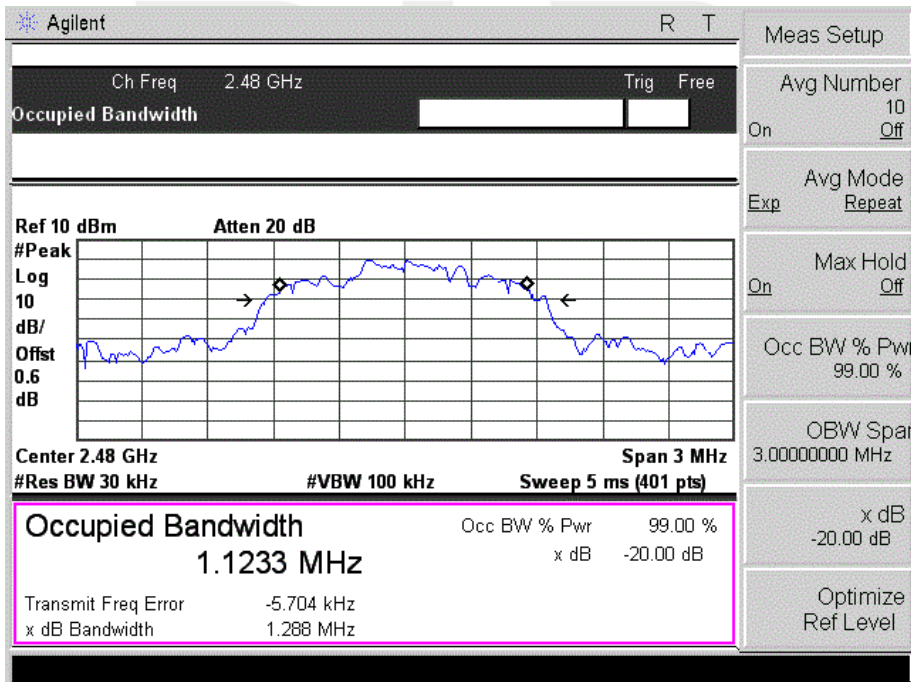 Agilent
R T
Ch Freq 2.48 GHz Trig Free
Occupied Bandwidth
Ref 10 dBm Atten 20 dB
#Peak
Log
10
dB/
Offst
0.6
dB
Center 2.48 GHz Span 3 MHz
#Res BW 30 kHz #VBW 100 kHz Sweep 5 ms (401 pts)
Occupied Bandwidth
1.1233 MHz
Occ BW % Pwr 99.00 %
x dB -20.00 dB
Transmit Freq Error -5.704 kHz
x dB Bandwidth 1.288 MHz
Meas Setup
Avg Number
10
On Off
Avg Mode
Exp Repeat
Max Hold
On Off
Occ BW % Pwr
99.00 %
OBW Span
3.00000000 MHz
x dB
-20.00 dB
Optimize
Ref Level